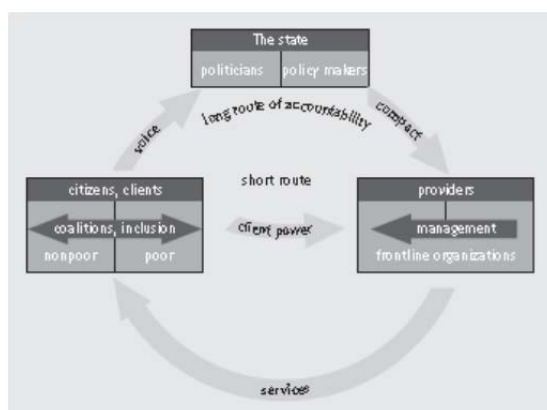 The state
politicians policy makers
long route of accountability
voice
compact
citizens, clients
short route
providers
coalitions, inclusion
client power
management
nonpoor poor
frontline organizations
services